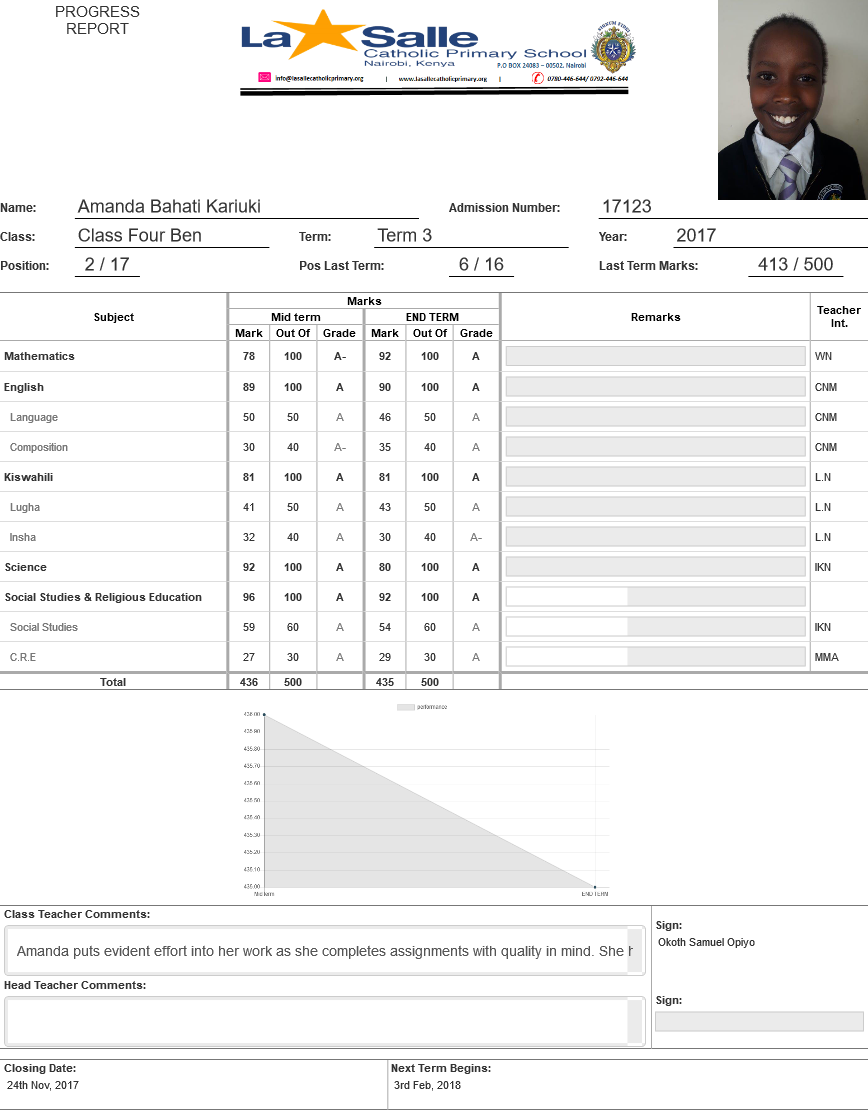 PROGRESS
REPORT
La Salle
Catholic Primary School
Nairobi, Kenya
P.O BOX 24083 – 00502, Nairobi
info@lasallecatholicprimary.org | www.lasallecatholicprimary.org | 0780-446-644/ 0792-446-644
Name: Amanda Bahati Kariuki Admission Number: 17123
Class: Class Four Ben Term: Term 3 Year: 2017
Position: 2 / 17 Pos Last Term: 6 / 16 Last Term Marks: 413 / 500
Subject Marks Remarks Teacher Int.
Mid term END TERM
Mark Out Of Grade Mark Out Of Grade
Mathematics 78 100 A- 92 100 A WN
English 89 100 A 90 100 A CNM
Language 50 50 A 46 50 A CNM
Composition 30 40 A- 35 40 A CNM
Kiswahili 81 100 A 81 100 A L.N
Lugha 41 50 A 43 50 A L.N
Insha 32 40 A 30 40 A- L.N
Science 92 100 A 80 100 A IKN
Social Studies & Religious Education 96 100 A 92 100 A
Social Studies 59 60 A 54 60 A IKN
C.R.E 27 30 A 29 30 A MMA
Total 436 500 435 500
performance
436.00
435.90
435.80
435.70
435.60
435.50
435.40
435.30
435.20
435.10
435.00
Mid term END TERM
Class Teacher Comments:
Amanda puts evident effort into her work as she completes assignments with quality in mind. She
Sign:
Okoth Samuel Opiyo
Head Teacher Comments:
Sign:
Closing Date: Next Term Begins:
24th Nov, 2017 3rd Feb, 2018